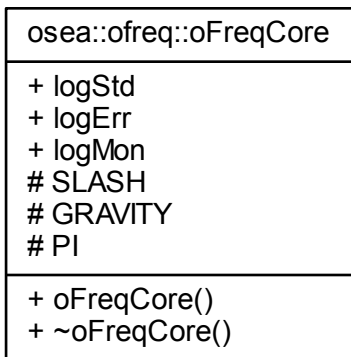 osea::ofreq::oFreqCore
+ logStd
+ logErr
+ logMon
# SLASH
# GRAVITY
# PI
+ oFreqCore()
+ ~oFreqCore()